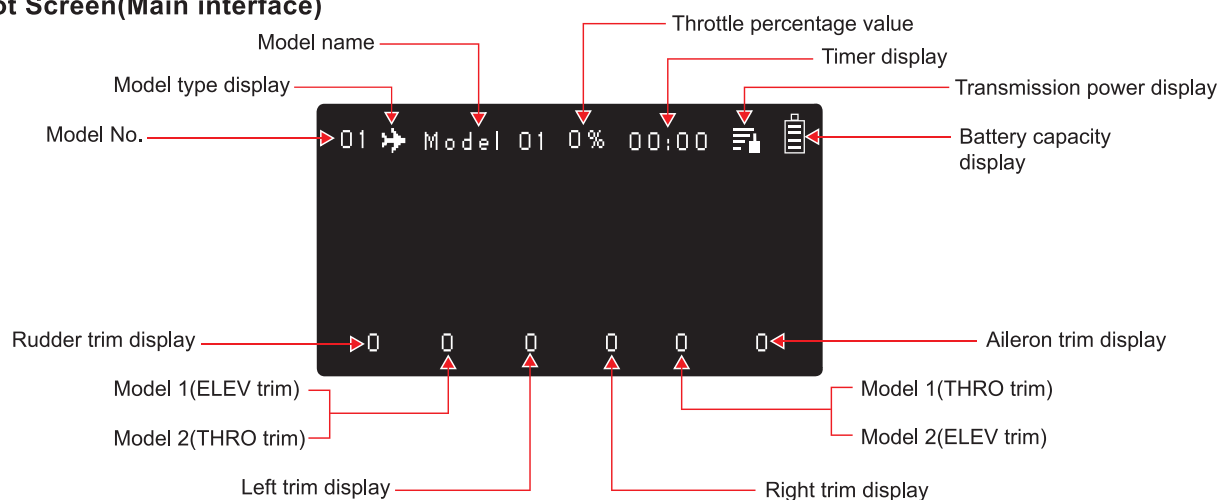 ot Screen(Main interface)
Throttle percentage value
Model name
Timer display
Model type display
Transmission power display
Model No.
Battery capacity
display
01 Model 01 0% 00:00
Rudder trim display
0 0 0 0 0 0
Aileron trim display
Model 1(ELEV trim)
Model 1(THRO trim)
Model 2(THRO trim)
Model 2(ELEV trim)
Left trim display
Right trim display